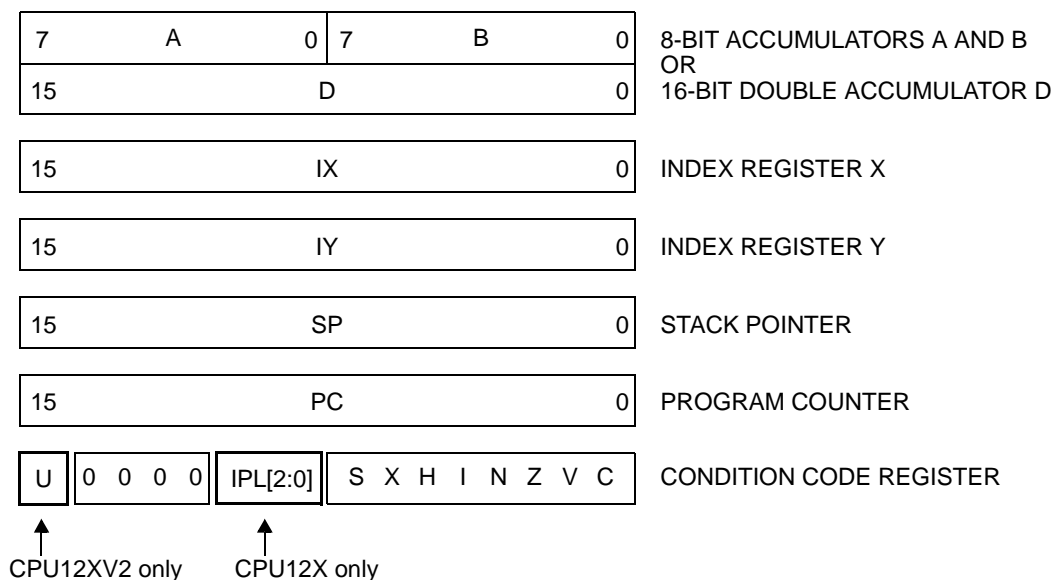 7 A 0 7 B 0 8-BIT ACCUMULATORS A AND B
OR
15 D 0 16-BIT DOUBLE ACCUMULATOR D
15 IX 0 INDEX REGISTER X
15 IY 0 INDEX REGISTER Y
15 SP 0 STACK POINTER
15 PC 0 PROGRAM COUNTER
U 0 0 0 0 IPL[2:0] S X H I N Z V C CONDITION CODE REGISTER
CPU12XV2 only CPU12X only